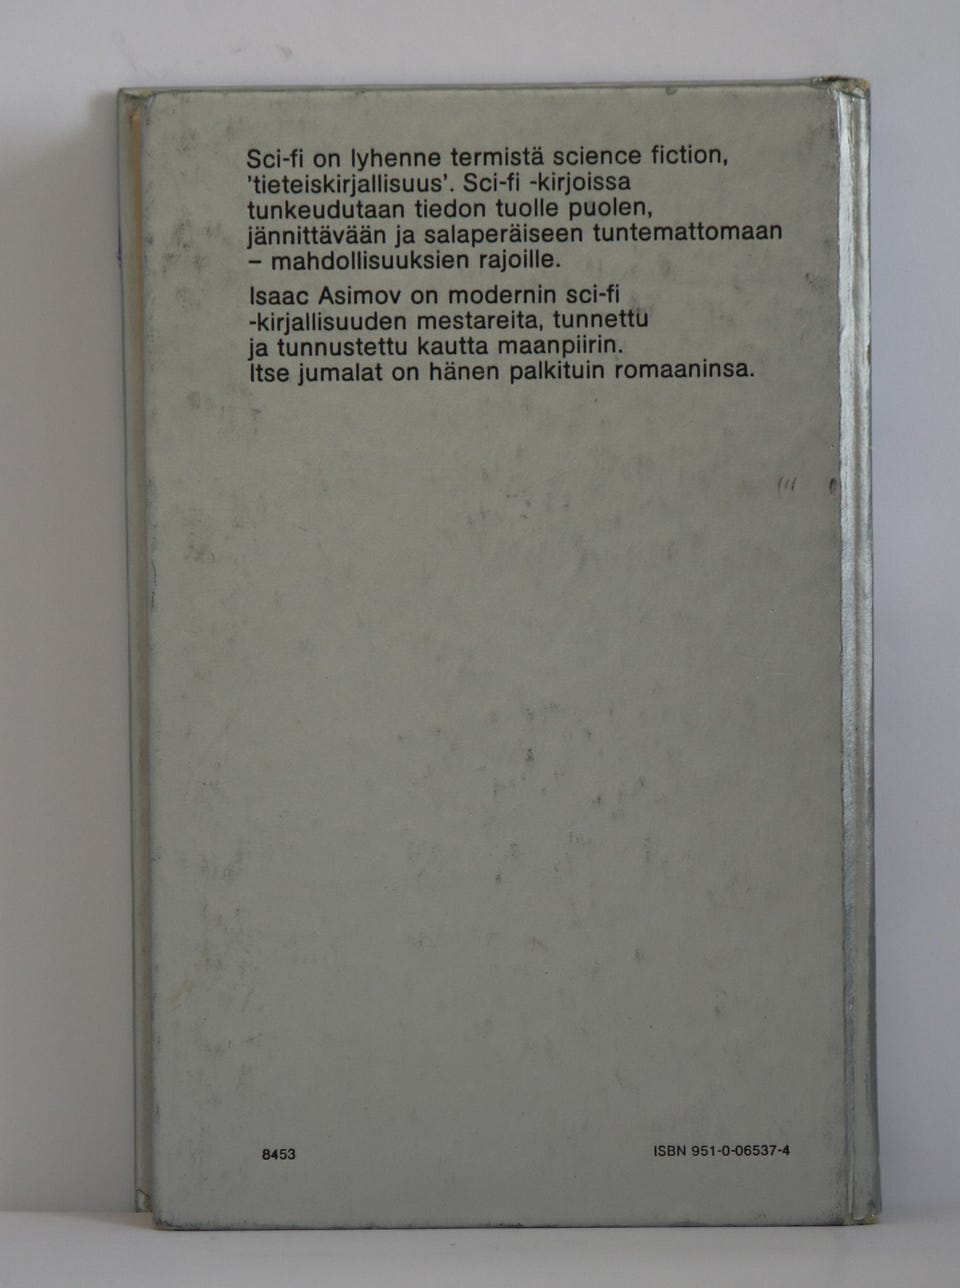 Sci-fi on lyhenne termistä science fiction,
'tieteiskirjallisuus'. Sci-fi -kirjoissa
tunkeudutaan tiedon tuolle puolen,
jännittävään ja salaperäiseen tuntemattomaan
– mahdollisuuksien rajoille.
Isaac Asimov on modernin sci-fi
-kirjallisuuden mestareita, tunnettu
ja tunnustettu kautta maanpiirin.
Itse jumalat on hänen palkituin romaaninsa.
8453
ISBN 951-0-06537-4